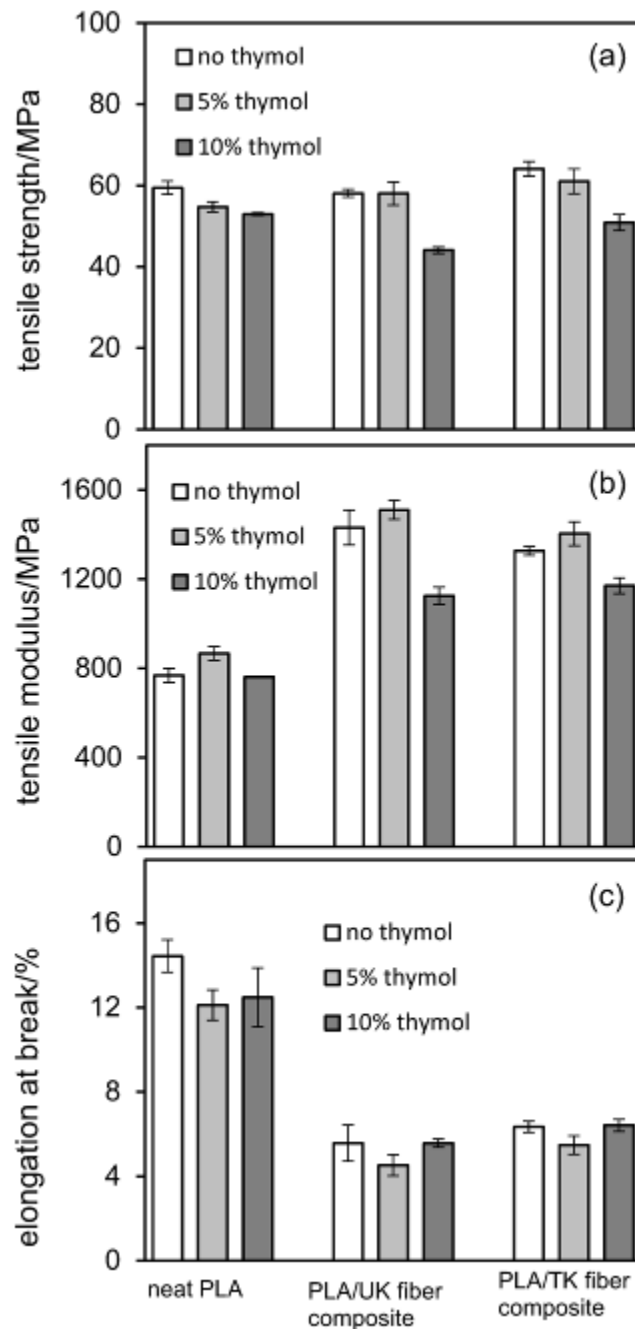 (a)
no thymol
5% thymol
10% thymol
tensile strength/MPa
100
80
60
40
20
0
(b)
no thymol
5% thymol
10% thymol
tensile modulus/MPa
1600
1200
800
400
0
(c)
no thymol
5% thymol
10% thymol
elongation at break/%
16
12
8
4
0
neat PLA
PLA/UK fiber
composite
PLA/TK fiber
composite